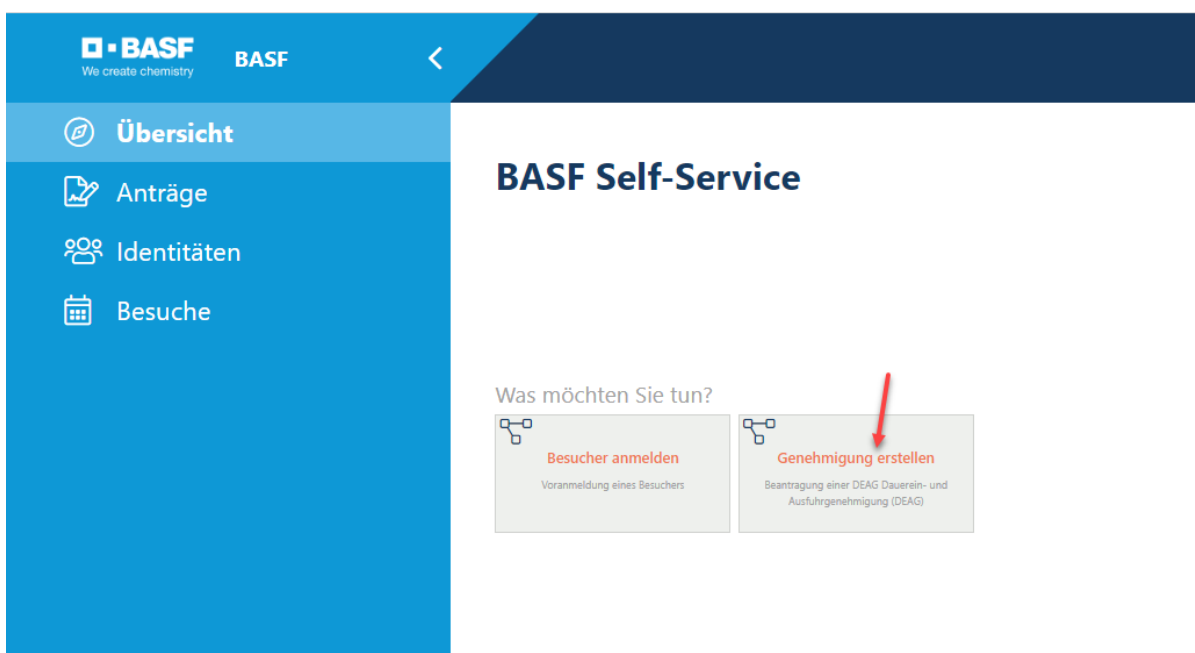 BASF
We create chemistry
BASF
Übersicht
Anträge
Identitäten
Besuche
BASF Self-Service
Was möchten Sie tun?
Besucher anmelden
Voranmeldung eines Besuchers
Genehmigung erstellen
Beantragung einer DEAG Dauerein- und
Ausfuhrgenehmigung (DEAG)